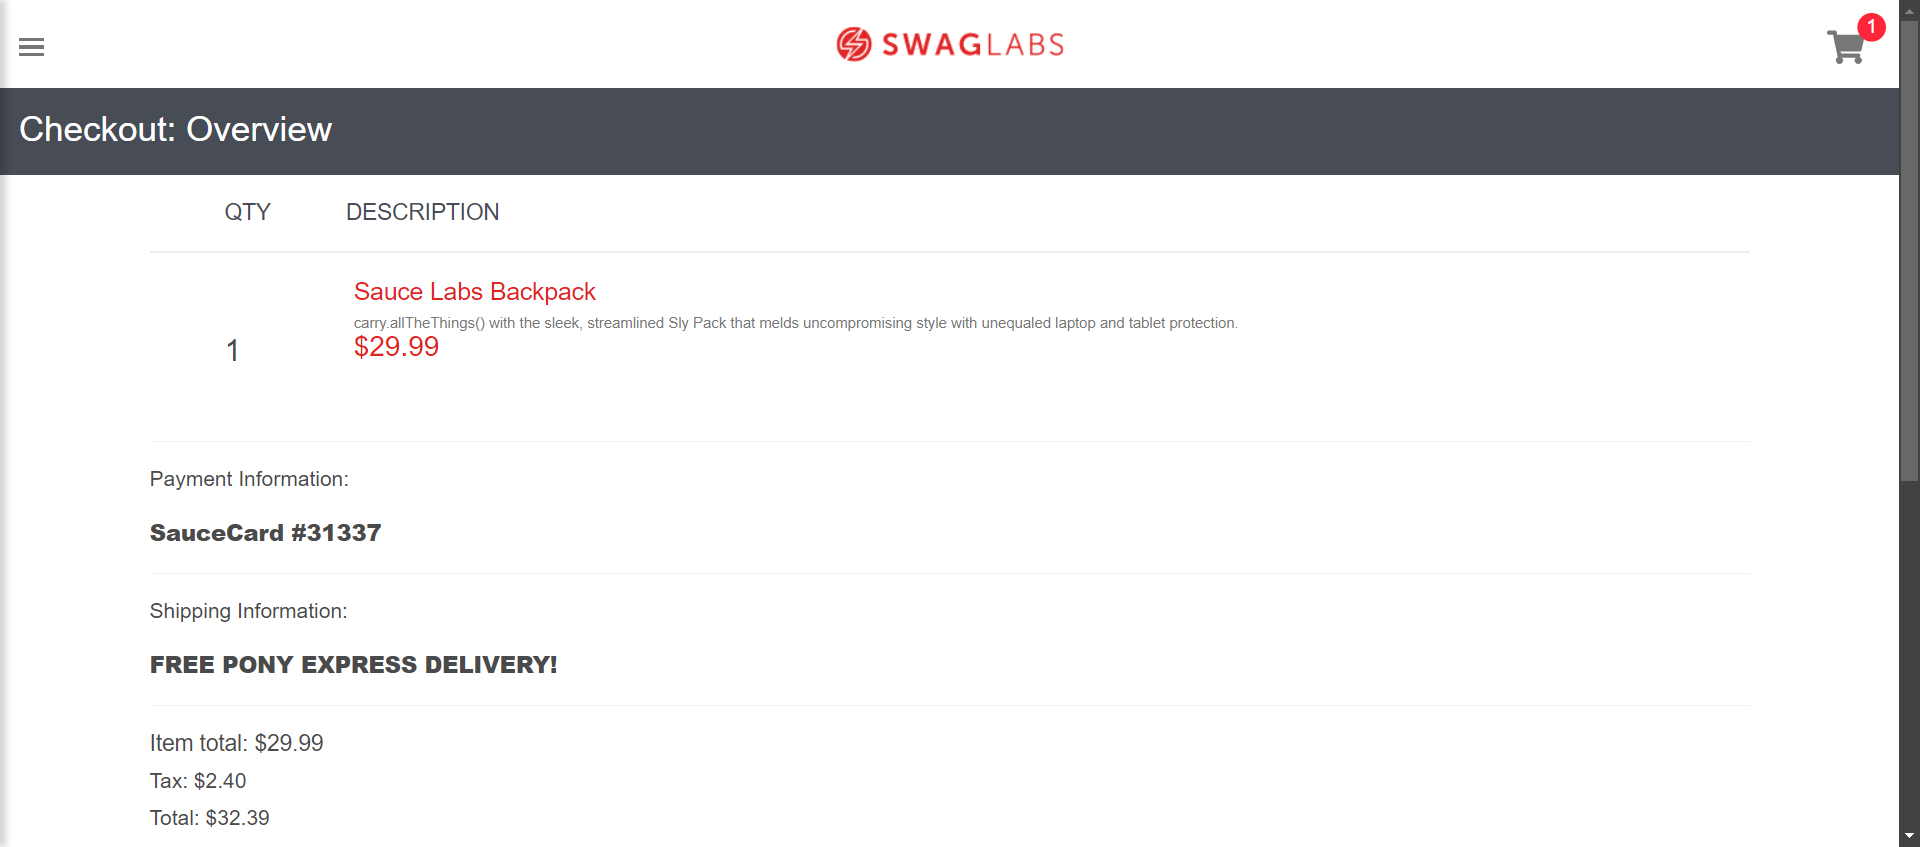 SWAGLABS
1
Checkout: Overview
QTY DESCRIPTION
Sauce Labs Backpack
carry.allTheThings() with the sleek, streamlined Sly Pack that melds uncompromising style with unequaled laptop and tablet protection.
1
$29.99
Payment Information:
SauceCard #31337
Shipping Information:
FREE PONY EXPRESS DELIVERY!
Item total: $29.99
Tax: $2.40
Total: $32.39